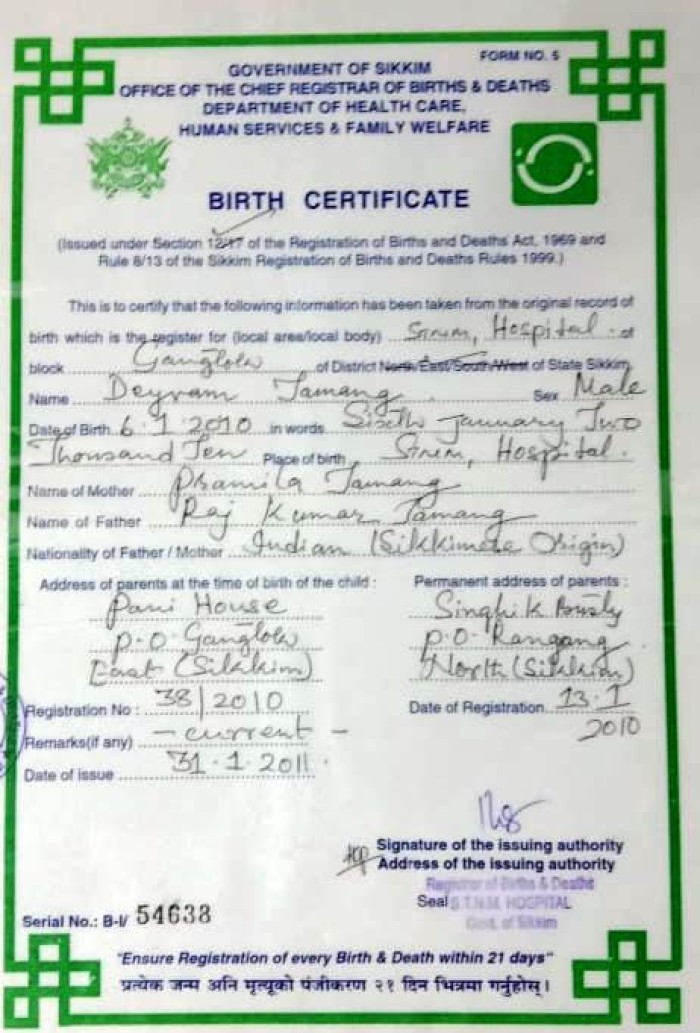 FORM NO. 5
GOVERNMENT OF SIKKIM
OFFICE OF THE CHIEF REGISTRAR OF BIRTHS & DEATHS
DEPARTMENT OF HEALTH CARE,
HUMAN SERVICES & FAMILY WELFARE
BIRTH CERTIFICATE
(Issued under Section 12/17 of the Registration of Births and Deaths Act, 1969 and
Rule 8/13 of the Sikkim Registration of Births and Deaths Rules 1999.)
This is to certify that the following information has been taken from the original record of
birth which is the register for (local area/local body) Hospital. of
block Gangtok of District North/East/South/West of State Sikkim
Name Deyvam Tamang Sex Male
Date of Birth 6.1.2010 in words Sixth January Two
Thousand Ten Place of birth Hospital.
Name of Mother Pramila Tamang
Name of Father Raj Kumar Tamang
Nationality of Father / Mother Indian (Sikkimese Origin)
Address of parents at the time of birth of the child : Permanent address of parents :
Pani House Singhik
P.O. Gangtok P.O. Rangang
East (Sikkim) North (Sikkim)
Registration No : 38/2010 Date of Registration 13.1
2010
Remarks(if any) - current -
Date of issue 31.1.2011.
Signature of the issuing authority
Address of the issuing authority
Registrar of Births & Deaths
Seal S.T.N.M. HOSPITAL
Govt. of Sikkim
Serial No.: B-I/ 54638
"Ensure Registration of every Birth & Death within 21 days"
प्रत्येक जन्म अनि मृत्यूको पंजीकरण २१ दिन भित्रमा गर्नुहोस्।